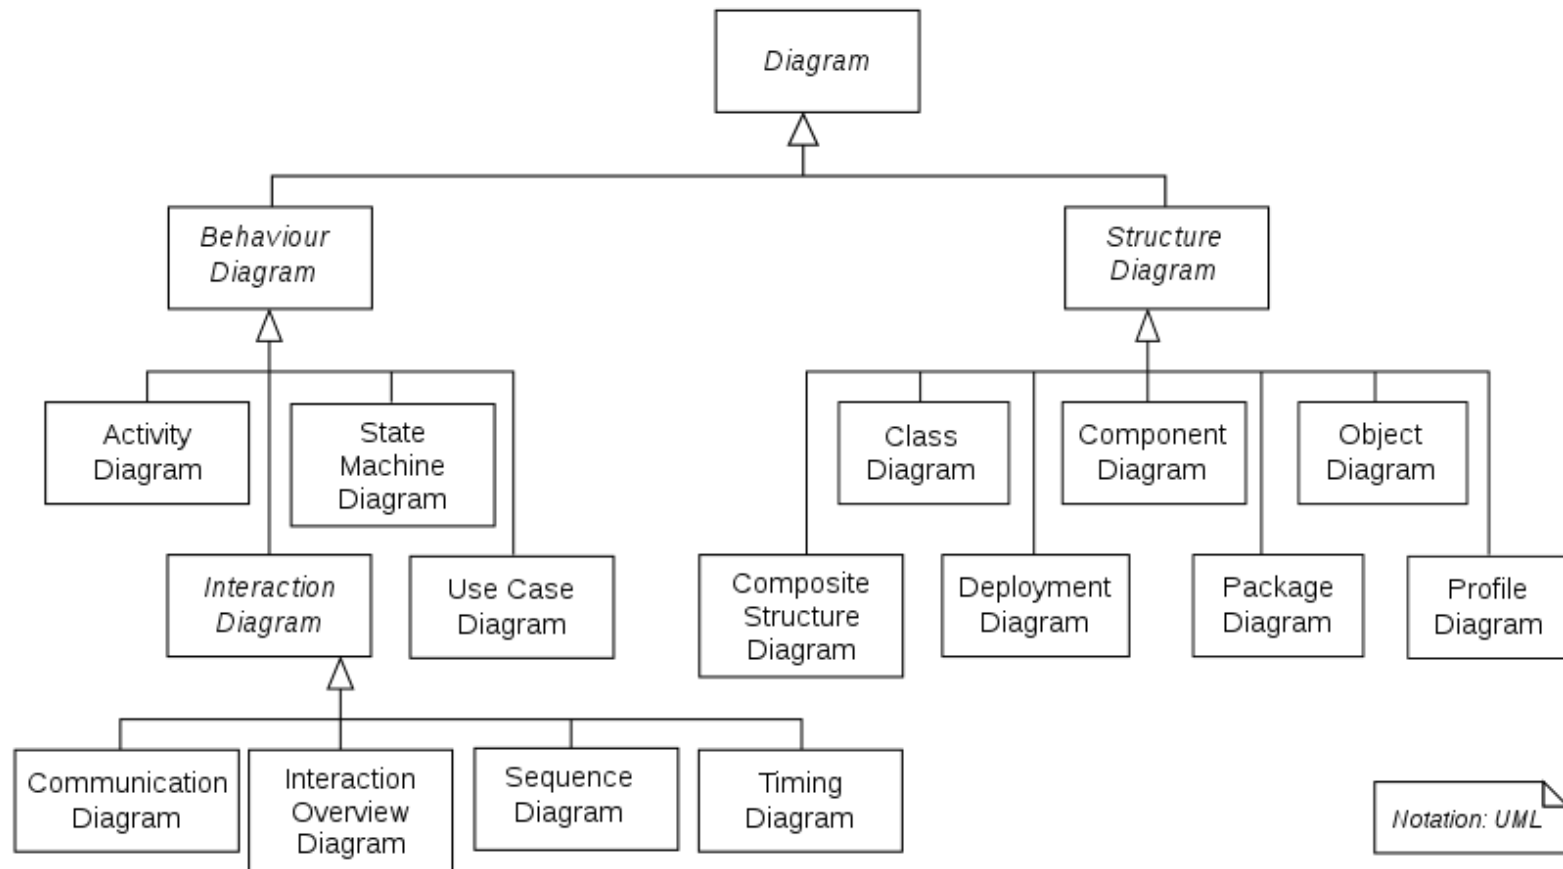 Diagram
Behaviour
Diagram
Structure
Diagram
Activity
Diagram
State
Machine
Diagram
Class
Diagram
Component
Diagram
Object
Diagram
Interaction
Diagram
Use Case
Diagram
Composite
Structure
Diagram
Deployment
Diagram
Package
Diagram
Profile
Diagram
Communication
Diagram
Interaction
Overview
Diagram
Sequence
Diagram
Timing
Diagram
Notation: UML